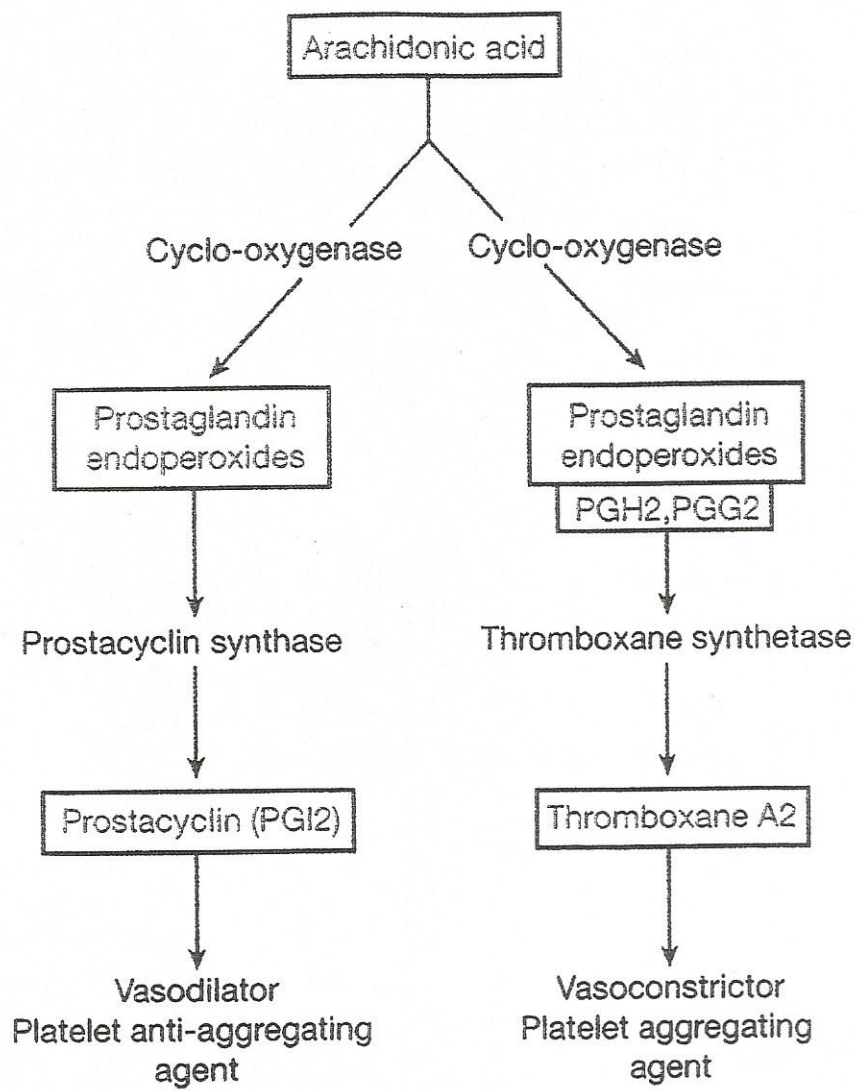 Arachidonic acid
Cyclo-oxygenase
Cyclo-oxygenase
Prostaglandin
endoperoxides
Prostaglandin
endoperoxides
PGH2,PGG2
Prostacyclin synthase
Thromboxane synthetase
Prostacyclin (PGI2)
Thromboxane A2
Vasodilator
Platelet anti-aggregating
agent
Vasoconstrictor
Platelet aggregating
agent